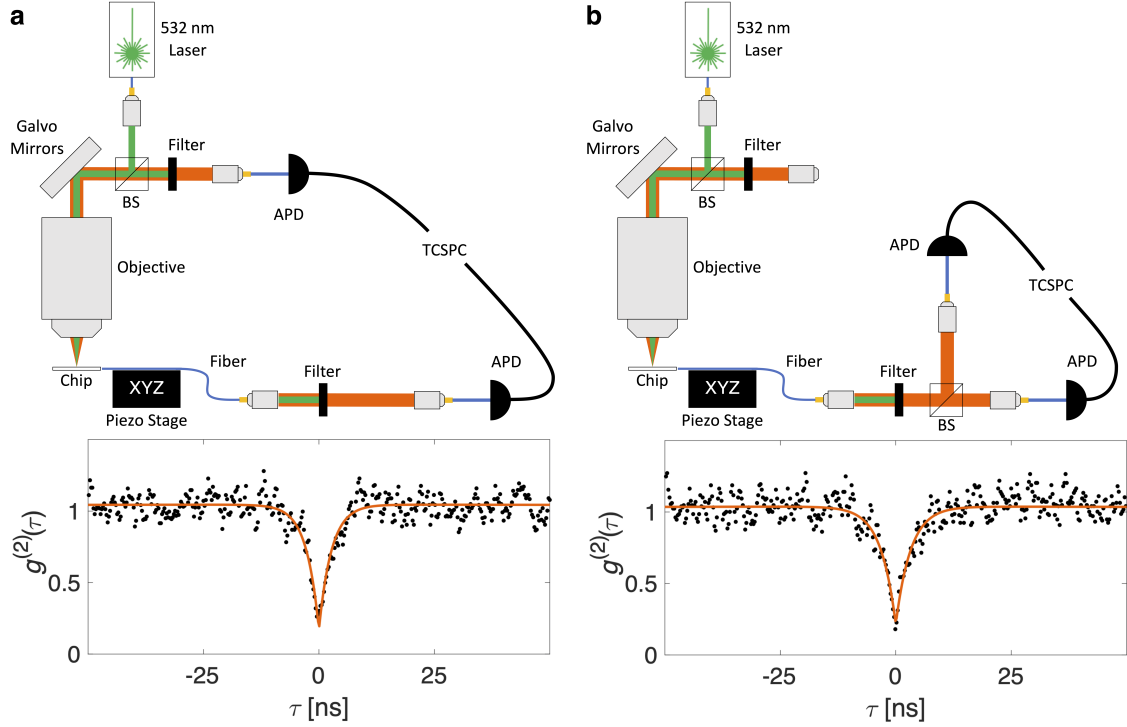 a
532 nm
Laser
Galvo
Mirrors
Filter
BS
APD
TCSPC
Objective
Fiber
Chip
XYZ
Piezo Stage
Filter
APD
1
0.5
0
g⁽²⁾(τ)
-25
0
25
τ [ns]
b
532 nm
Laser
Galvo
Mirrors
Filter
BS
APD
TCSPC
Objective
Fiber
Chip
XYZ
Piezo Stage
Filter
BS
APD
1
0.5
0
g⁽²⁾(τ)
-25
0
25
τ [ns]